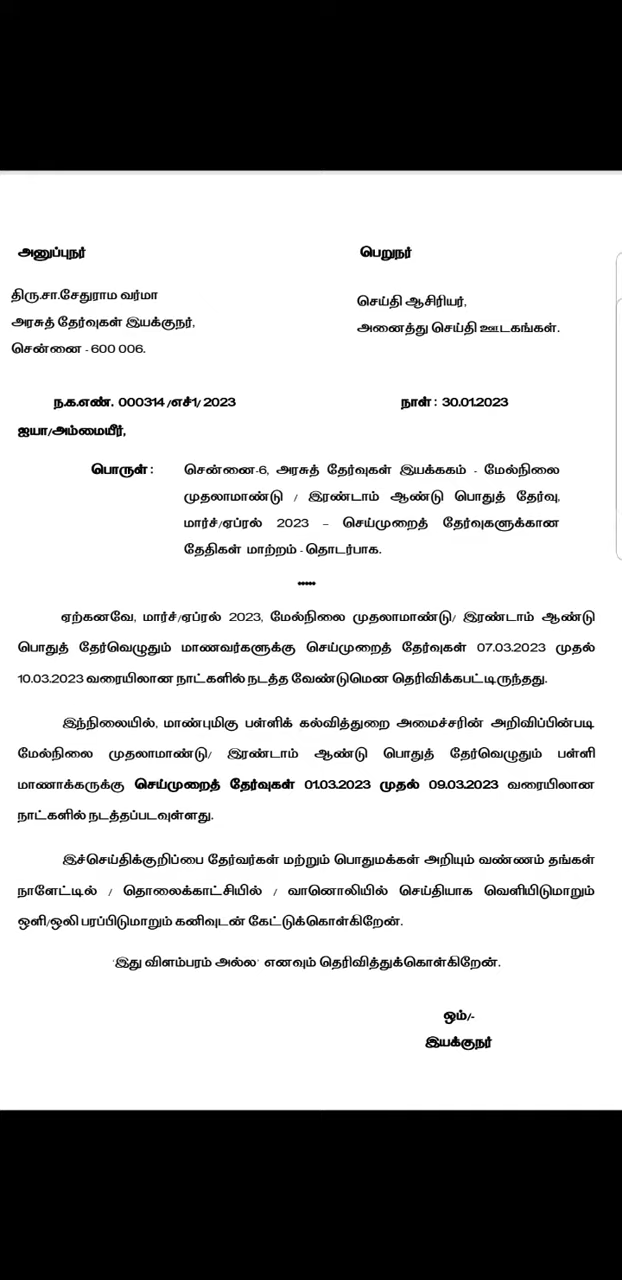 அனுப்புநர்
பெறுநர்
திரு.சா.சேதுராம வர்மா
அரசுத் தேர்வுகள் இயக்குநர்,
சென்னை - 600 006.
செய்தி ஆசிரியர்,
அனைத்து செய்தி ஊடகங்கள்.
ந.க.எண். 000314 /எச்1/ 2023
நாள் : 30.01.2023
ஐயா/அம்மையீர்,
பொருள் : சென்னை-6, அரசுத் தேர்வுகள் இயக்ககம் - மேல்நிலை
முதலாமாண்டு / இரண்டாம் ஆண்டு பொதுத் தேர்வு,
மார்ச்/ஏப்ரல் 2023 – செய்முறைத் தேர்வுகளுக்கான
தேதிகள் மாற்றம் - தொடர்பாக.
*****
ஏற்கனவே, மார்ச்/ஏப்ரல் 2023, மேல்நிலை முதலாமாண்டு/ இரண்டாம் ஆண்டு
பொதுத் தேர்வெழுதும் மாணவர்களுக்கு செய்முறைத் தேர்வுகள் 07.03.2023 முதல்
10.03.2023 வரையிலான நாட்களில் நடத்த வேண்டுமென தெரிவிக்கபட்டிருந்தது.
இந்நிலையில், மாண்புமிகு பள்ளிக் கல்வித்துறை அமைச்சரின் அறிவிப்பின்படி
மேல்நிலை முதலாமாண்டு/ இரண்டாம் ஆண்டு பொதுத் தேர்வெழுதும் பள்ளி
மாணாக்கருக்கு செய்முறைத் தேர்வுகள் 01.03.2023 முதல் 09.03.2023 வரையிலான
நாட்களில் நடத்தப்படவுள்ளது.
இச்செய்திக்குறிப்பை தேர்வர்கள் மற்றும் பொதுமக்கள் அறியும் வண்ணம் தங்கள்
நாளேட்டில் / தொலைக்காட்சியில் / வானொலியில் செய்தியாக வெளியிடுமாறும்
ஒளி/ஒலி பரப்பிடுமாறும் கனிவுடன் கேட்டுக்கொள்கிறேன்.
'இது விளம்பரம் அல்ல' எனவும் தெரிவித்துக்கொள்கிறேன்.
ஒம்/-
இயக்குநர்